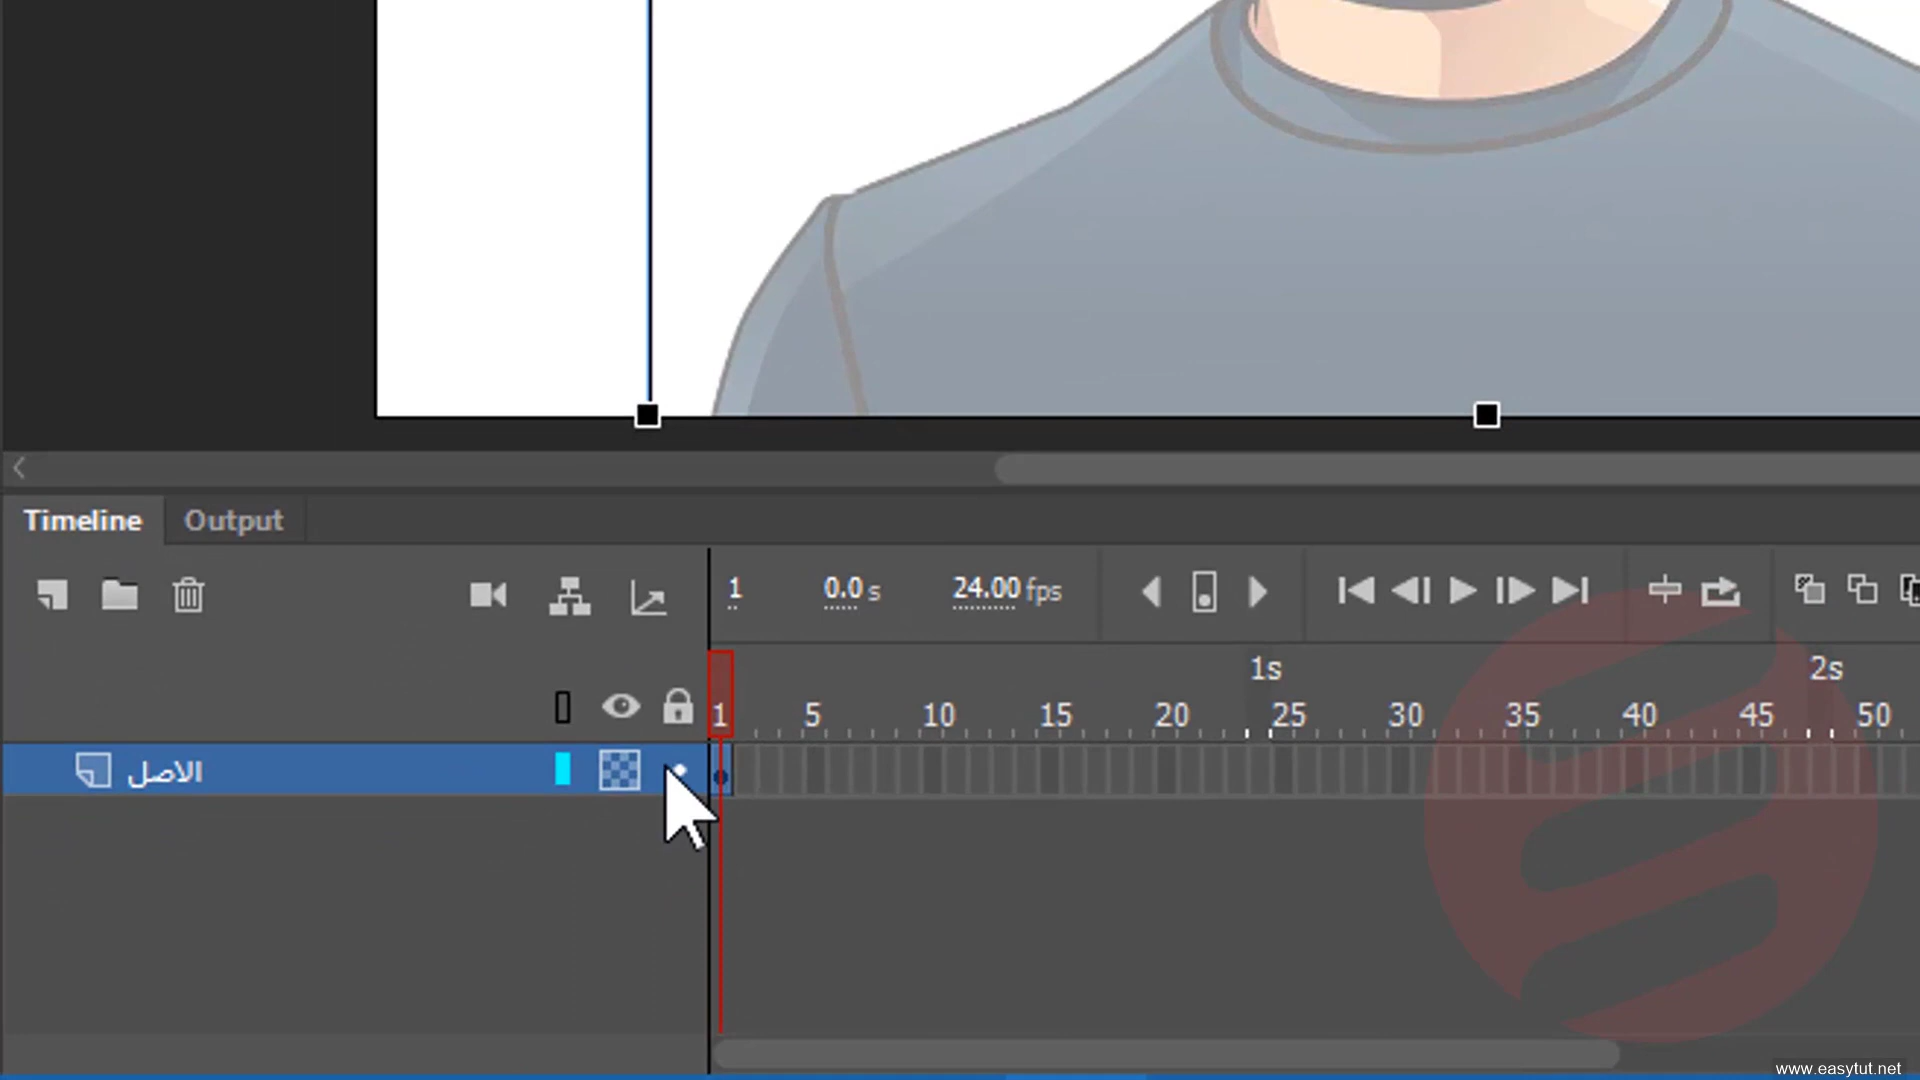 Timeline
Output
1
0.0 s
24.00 fps
1s
2s
1 5 10 15 20 25 30 35 40 45 50
الاصل
www.easytut.net